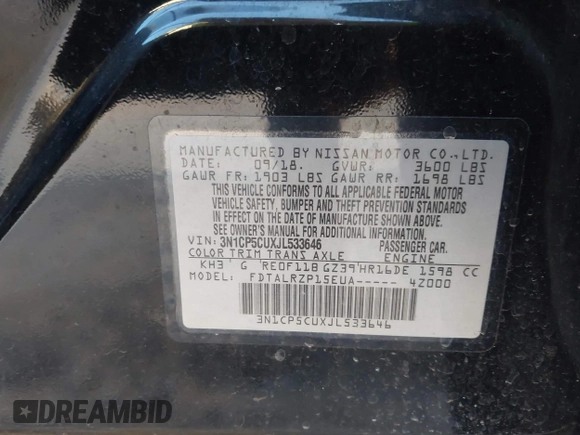 MANUFACTURED BY NISSAN MOTOR CO.,LTD.
DATE: 09/18 GVWR: 3600 LBS
GAWR FR: 1903 LBS GAWR RR: 1698 LBS
THIS VEHICLE CONFORMS TO ALL APPLICABLE FEDERAL MOTOR
VEHICLE SAFETY, BUMPER AND THEFT PREVENTION STANDARDS
IN EFFECT ON THE DATE OF MANUFACTURE SHOWN ABOVE.
SEE OWNER'S MANUAL FOR ADDITIONAL INFORMATION
VIN: 3N1CP5CUXJL533646 PASSENGER CAR.
COLOR TRIM TRANS AXLE ENGINE
KH3 G RE0F11B GZ39 HR16DE 1598 CC
MODEL: FDTALRZP15EUA----- 4Z000
3N1CP5CUXJL533646
DREAMBID